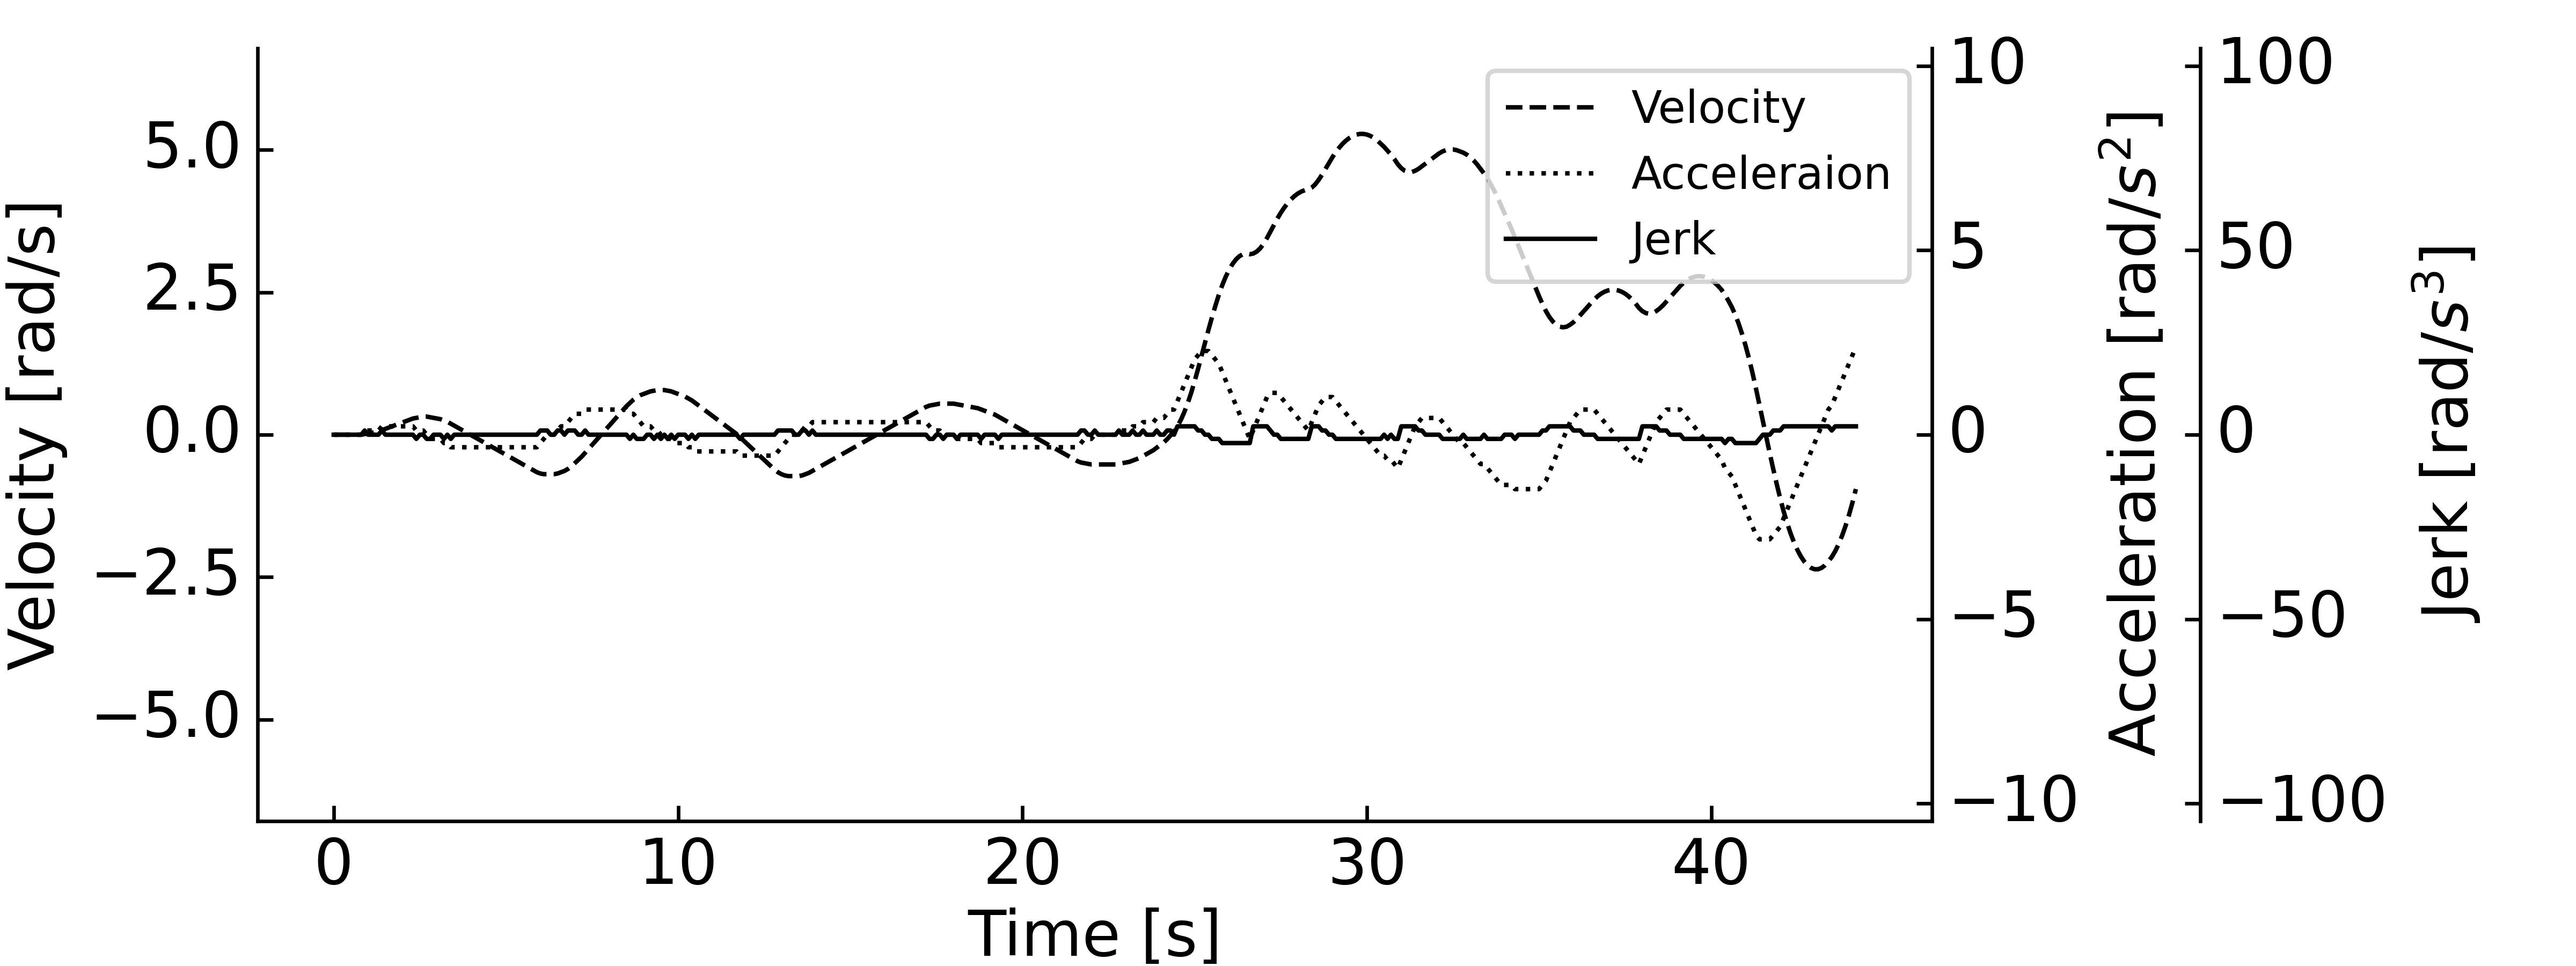 Velocity [rad/s]
5.0
2.5
0.0
−2.5
−5.0
0
10
20
30
40
Time [s]
Velocity
Acceleraion
Jerk
10
5
0
−5
−10
Acceleration [rad/s²]
100
50
0
−50
−100
Jerk [rad/s³]